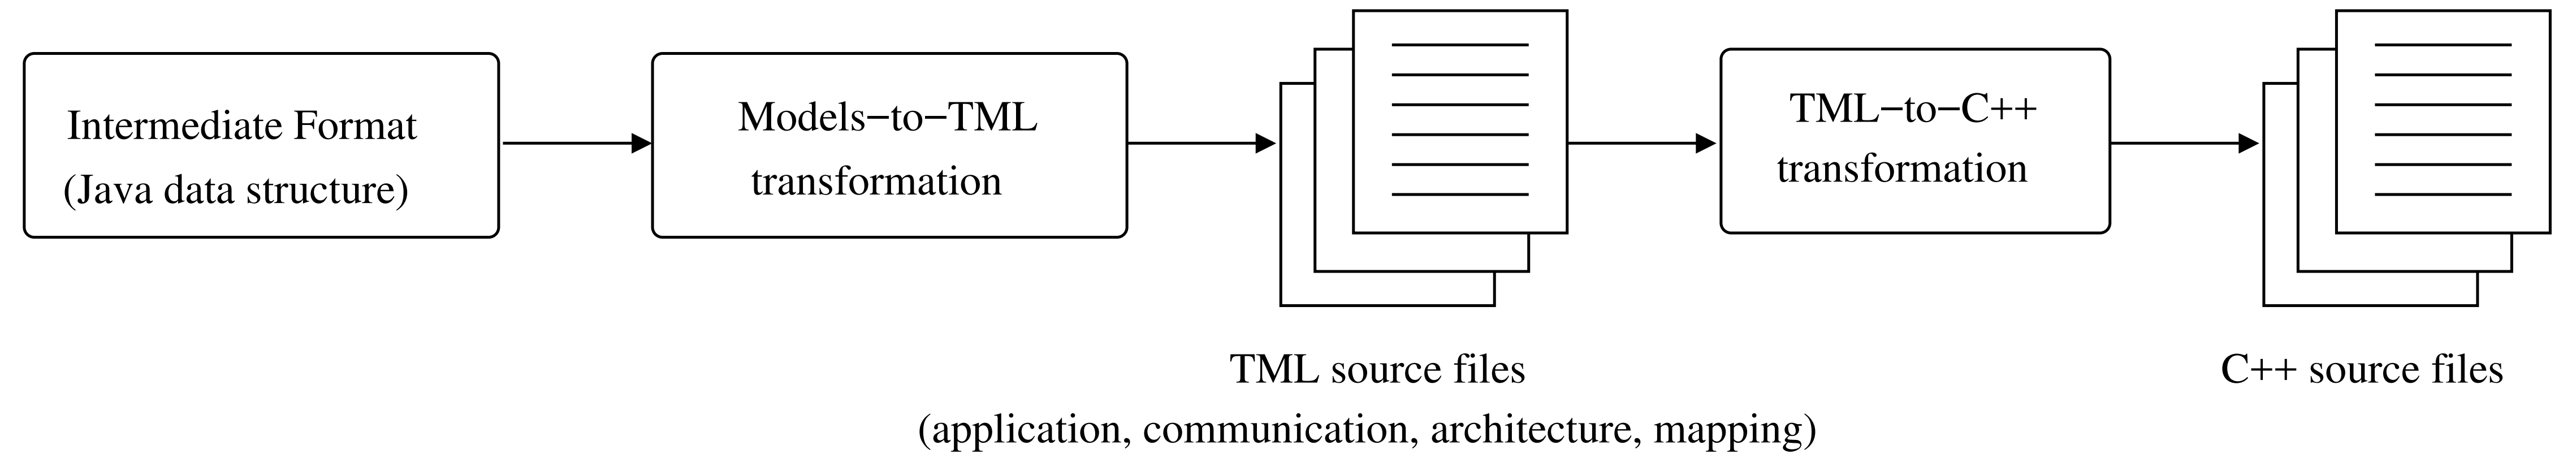 Intermediate Format
(Java data structure)
Models−to−TML
transformation
TML source files
(application, communication, architecture, mapping)
TML−to−C++
transformation
C++ source files